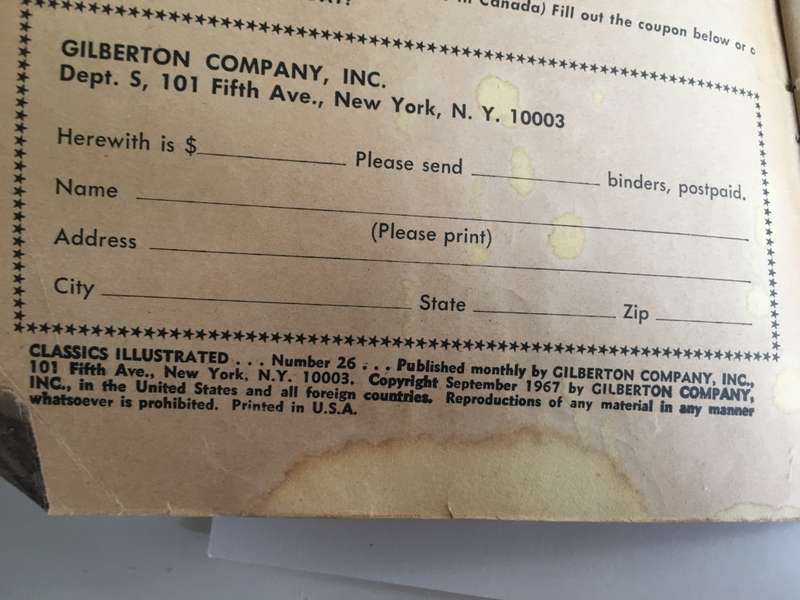 in Canada) Fill out the coupon below or
GILBERTON COMPANY, INC.
Dept. S, 101 Fifth Ave., New York, N. Y. 10003
Herewith is $ Please send binders, postpaid.
Name
(Please print)
Address
City State Zip
CLASSICS ILLUSTRATED . . . Number 26 . . . Published monthly by GILBERTON COMPANY, INC.,
101 Fifth Ave., New York, N.Y. 10003. Copyright September 1967 by GILBERTON COMPANY,
INC., in the United States and all foreign countries. Reproductions of any material in any manner
whatsoever is prohibited. Printed in U.S.A.